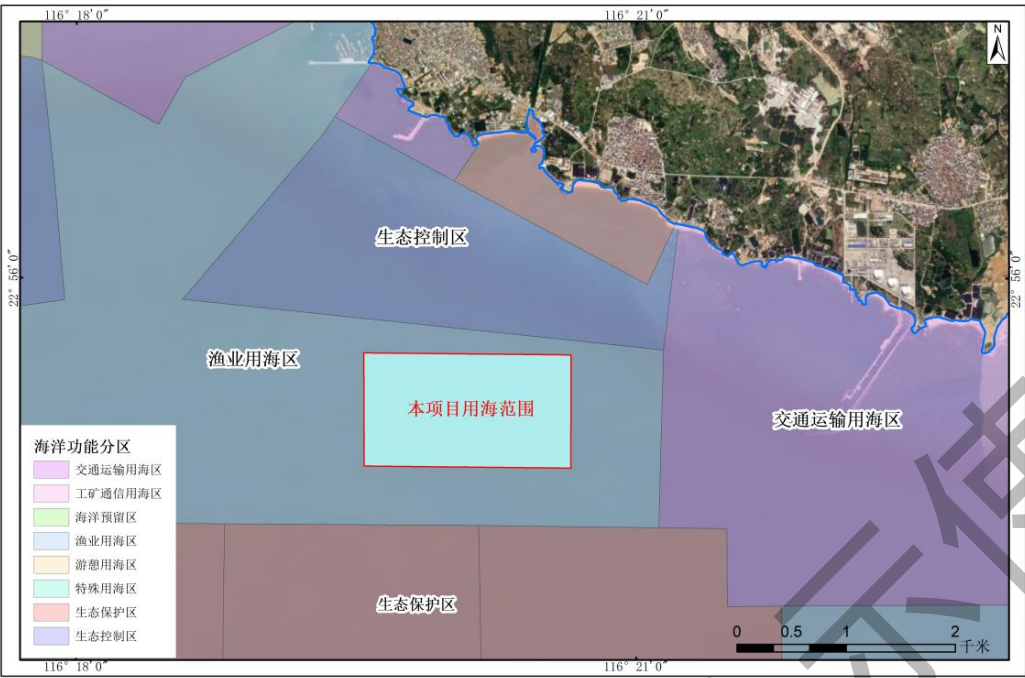 116° 18′0″
116° 21′0″
N
22° 56′0″
22° 56′0″
生态控制区
渔业用海区
本项目用海范围
交通运输用海区
海洋功能分区
交通运输用海区
工矿通信用海区
海洋预留区
渔业用海区
游憩用海区
特殊用海区
生态保护区
生态控制区
生态保护区
0 0.5 1 2
千米
示使
116° 18′0″
116° 21′0″